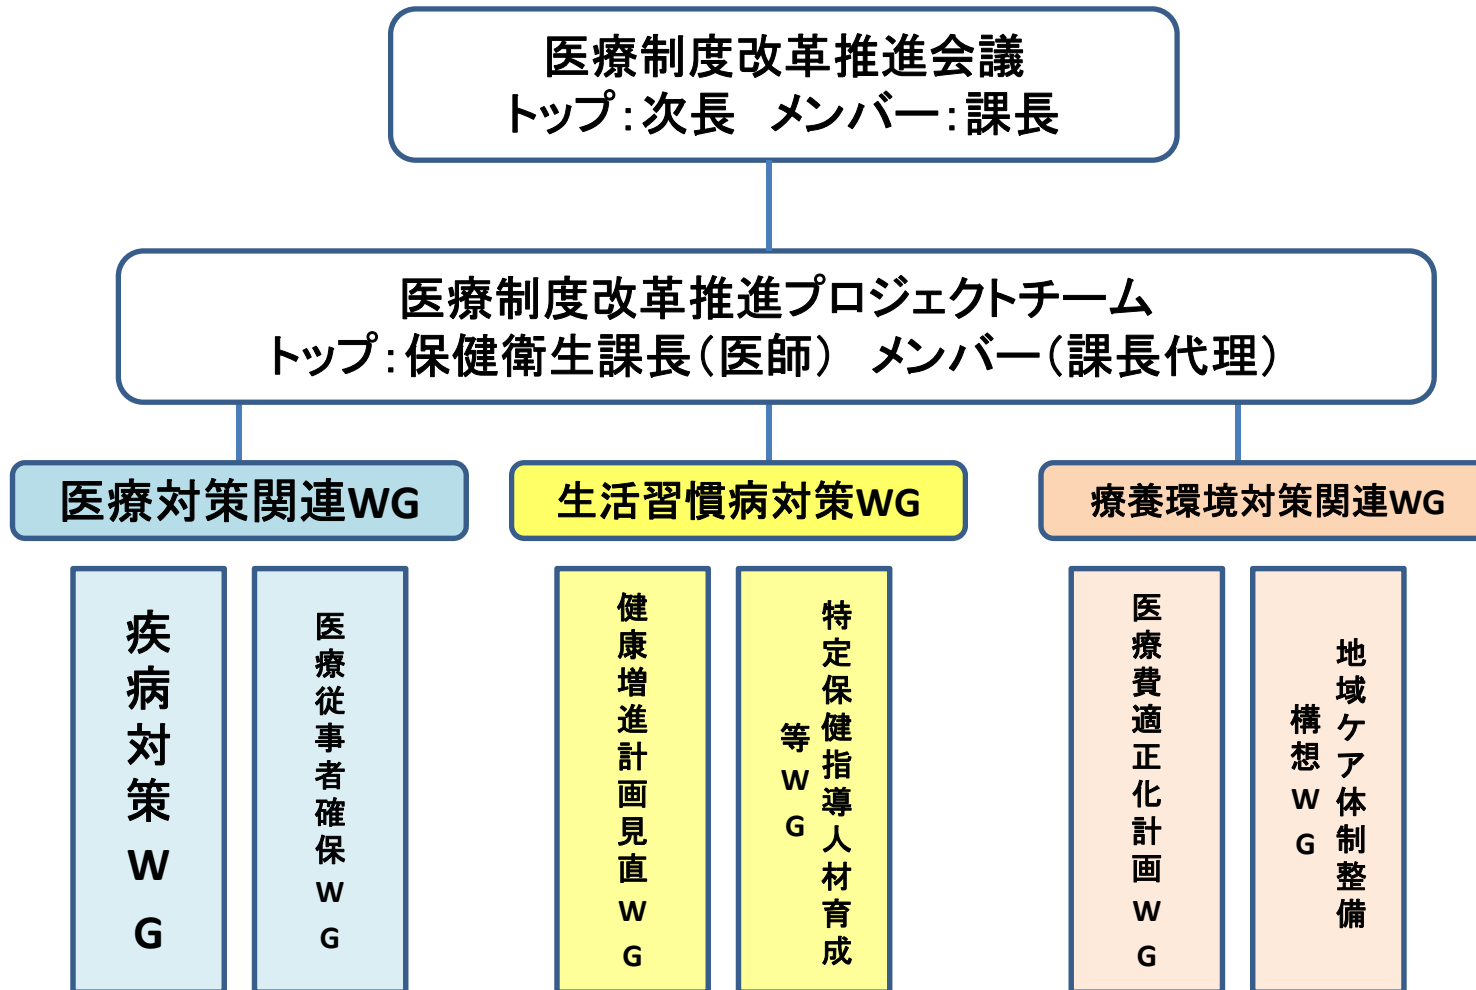 医療制度改革推進会議
トップ：次長　メンバー：課長
医療制度改革推進プロジェクトチーム
トップ：保健衛生課長（医師）　メンバー（課長代理）
医療対策関連WG
生活習慣病対策WG
療養環境対策関連WG
疾病対策WG
医療従事者確保WG
健康増進計画見直WG
特定保健指導人材育成
等WG
医療費適正化計画WG
地域ケア体制整備
構想WG